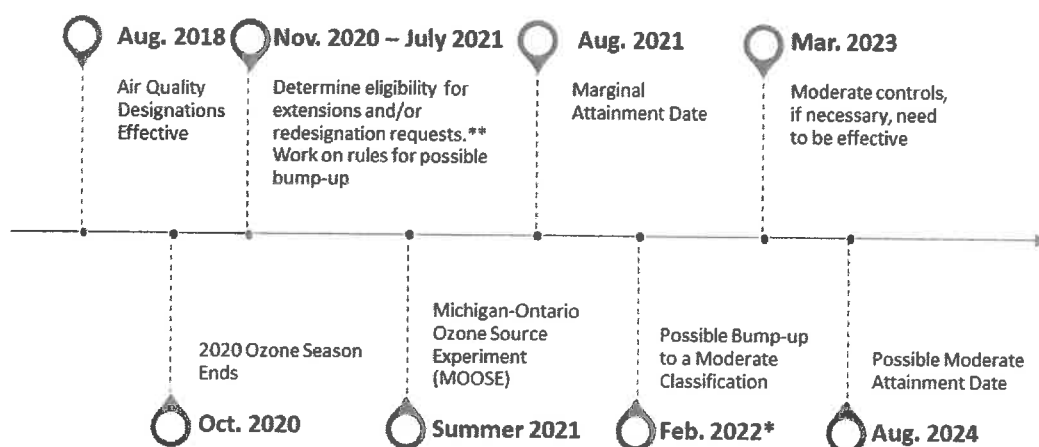 Aug. 2018
Air Quality
Designations
Effective
Nov. 2020 – July 2021
Determine eligibility for
extensions and/or
redesignation requests.**
Work on rules for possible
bump-up
Aug. 2021
Marginal
Attainment Date
Mar. 2023
Moderate controls,
if necessary, need
to be effective
2020 Ozone Season
Ends
Oct. 2020
Michigan-Ontario
Ozone Source
Experiment
(MOOSE)
Summer 2021
Possible Bump-up
to a Moderate
Classification
Feb. 2022*
Possible Moderate
Attainment Date
Aug. 2024